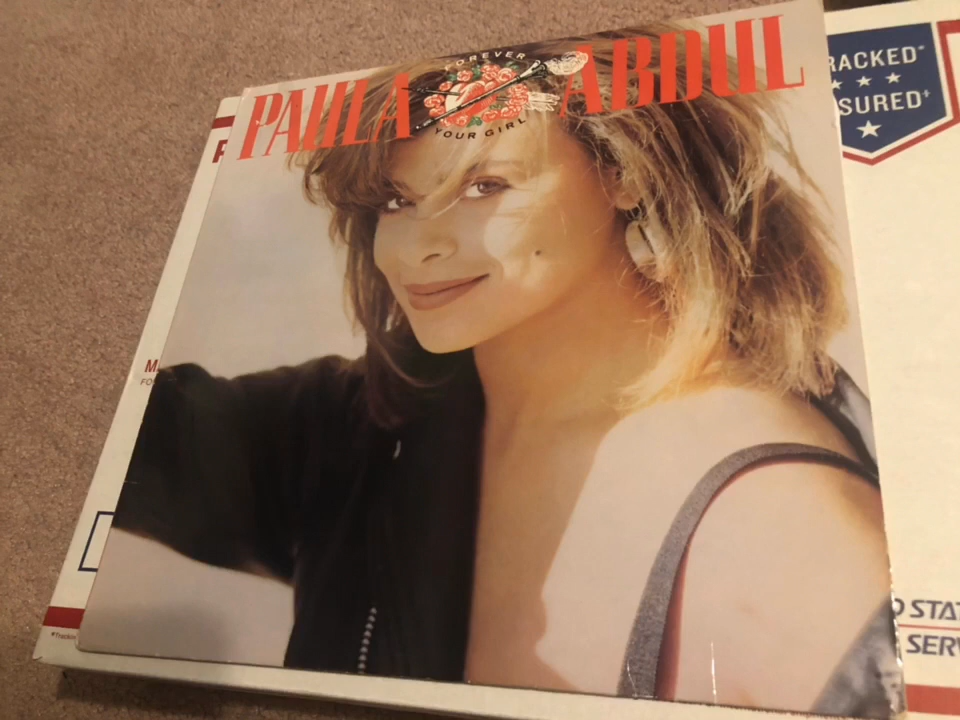 PAULA ABDUL
FOREVER
YOUR GIRL
RACKED*
SURED+
STAT
SERV